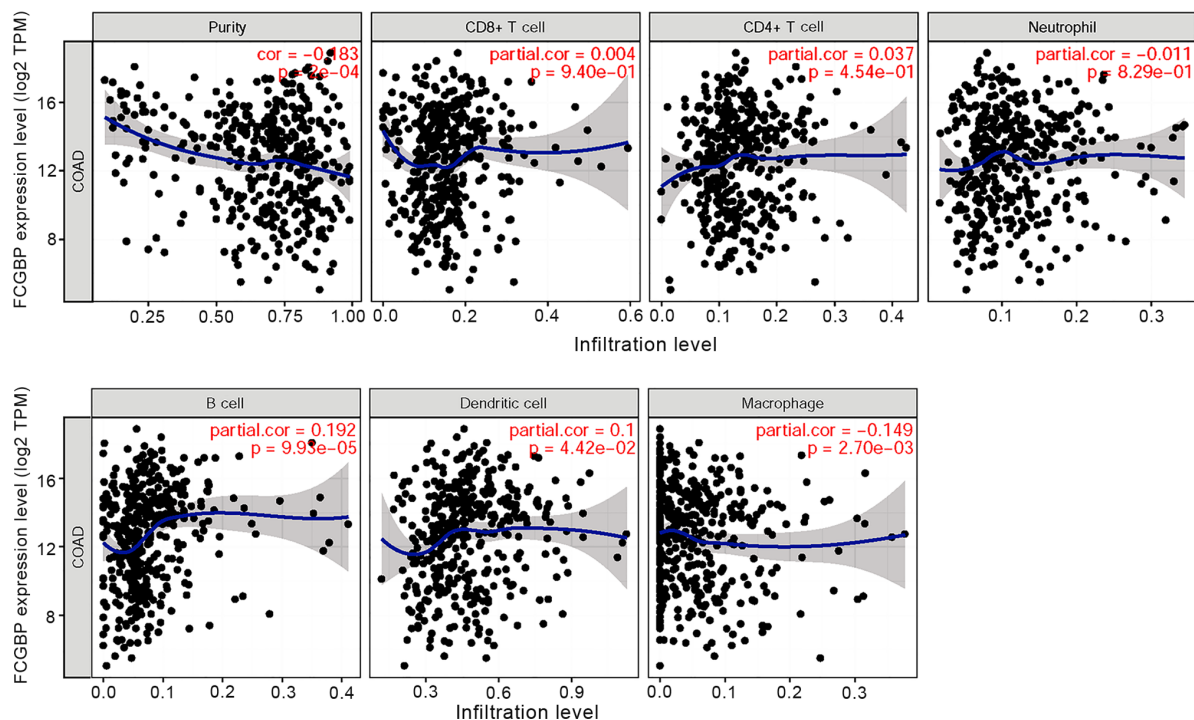 Purity
CD8+ T cell
CD4+ T cell
Neutrophil
FCGBP expression level (log2 TPM)
COAD
16
12
8
cor = −0.183
p = 2e−04
partial.cor = 0.004
p = 9.40e−01
partial.cor = 0.037
p = 4.54e−01
partial.cor = −0.011
p = 8.29e−01
0.25 0.50 0.75 1.00
0.0 0.2 0.4 0.6
0.0 0.1 0.2 0.3 0.4
0.1 0.2 0.3
Infiltration level
B cell
Dendritic cell
Macrophage
FCGBP expression level (log2 TPM)
COAD
16
12
8
partial.cor = 0.192
p = 9.93e−05
partial.cor = 0.1
p = 4.42e−02
partial.cor = −0.149
p = 2.70e−03
0.0 0.1 0.2 0.3 0.4
0.3 0.6 0.9
0.0 0.1 0.2 0.3
Infiltration level